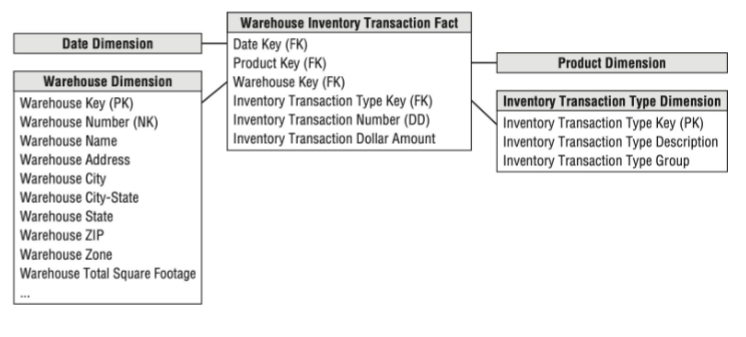 Date Dimension
Warehouse Dimension
Warehouse Key (PK)
Warehouse Number (NK)
Warehouse Name
Warehouse Address
Warehouse City
Warehouse City-State
Warehouse State
Warehouse ZIP
Warehouse Zone
Warehouse Total Square Footage
...
Warehouse Inventory Transaction Fact
Date Key (FK)
Product Key (FK)
Warehouse Key (FK)
Inventory Transaction Type Key (FK)
Inventory Transaction Number (DD)
Inventory Transaction Dollar Amount
Product Dimension
Inventory Transaction Type Dimension
Inventory Transaction Type Key (PK)
Inventory Transaction Type Description
Inventory Transaction Type Group